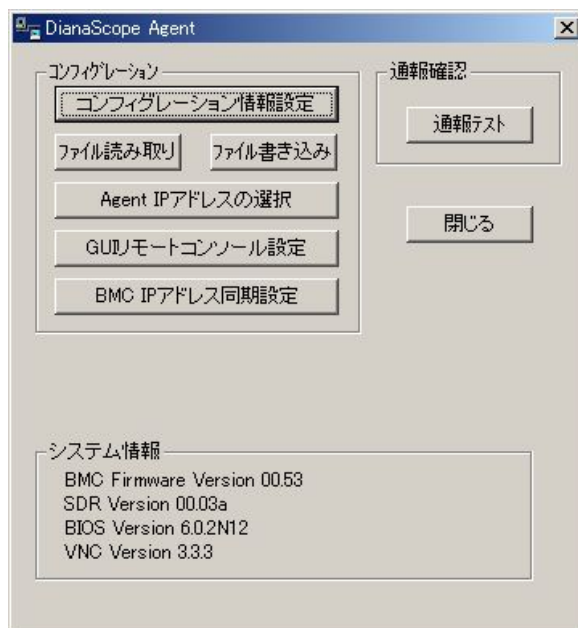 DianaScope Agent
コンフィグレーション
コンフィグレーション情報設定
ファイル読み取り ファイル書き込み
Agent IPアドレスの選択
GUIリモートコンソール設定
BMC IPアドレス同期設定
通報確認
通報テスト
閉じる
システム情報
BMC Firmware Version 00.53
SDR Version 00.03a
BIOS Version 6.0.2N12
VNC Version 3.3.3